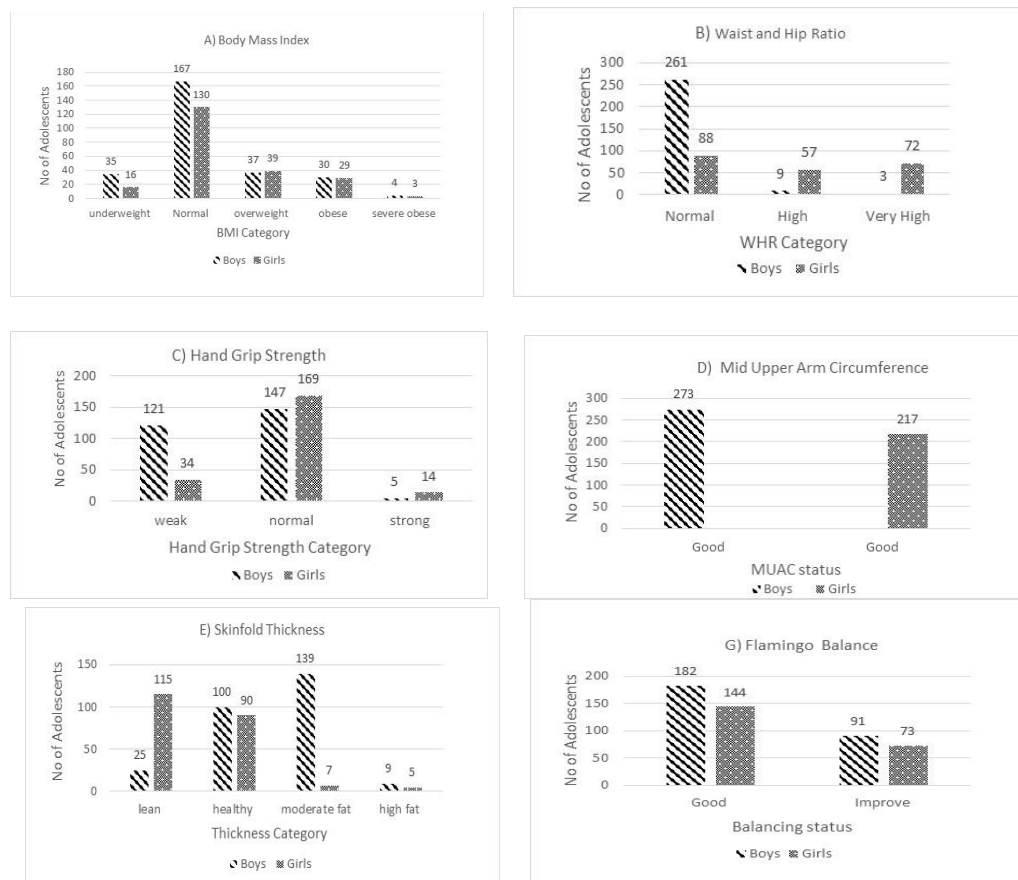 A) Body Mass Index
No of Adolescents
180
160
140
120
100
80
60
40
20
0
35
16
167
130
37
39
30
29
4
3
underweight Normal overweight obese severe obese
BMI Category
Boys Girls
B) Waist and Hip Ratio
No of Adolescents
300
250
200
150
100
50
0
261
88
9
57
3
72
Normal High Very High
WHR Category
Boys Girls
C) Hand Grip Strength
No of Adolescents
200
150
100
50
0
121
34
147
169
5
14
weak normal strong
Hand Grip Strength Category
Boys Girls
D) Mid Upper Arm Circumference
No of Adolescents
300
250
200
150
100
50
0
273
217
Good Good
MUAC status
Boys Girls
E) Skinfold Thickness
No of Adolescents
150
100
50
0
25
115
100
90
139
7
9
5
lean healthy moderate fat high fat
Thickness Category
Boys Girls
G) Flamingo Balance
No of Adolescents
200
150
100
50
0
182
144
91
73
Good Improve
Balancing status
Boys Girls